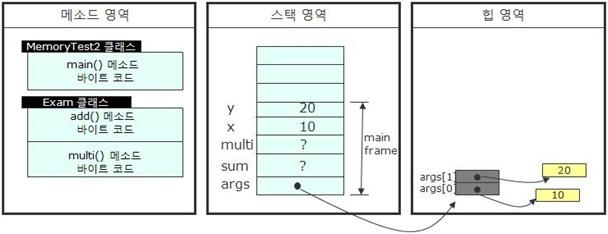 메소드 영역
MemoryTest2 클래스
main() 메소드
바이트 코드
Exam 클래스
add() 메소드
바이트 코드
multi() 메소드
바이트 코드
스택 영역
y 20
x 10
multi ?
sum ?
args
main
frame
힙 영역
args[1]
args[0]
20
10